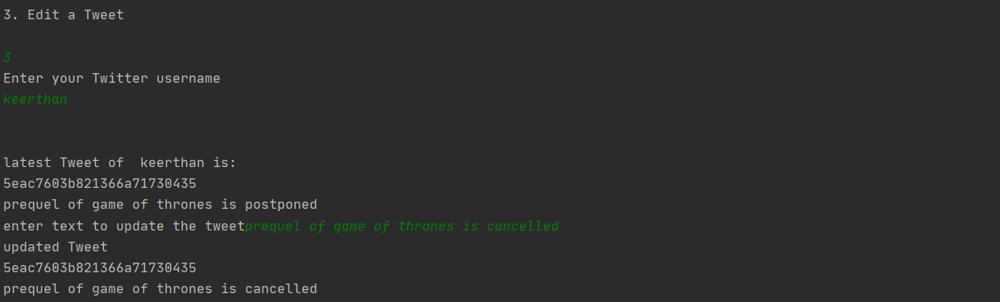 3. Edit a Tweet
3
Enter your Twitter username
keerthan
latest Tweet of  keerthan is:
5eac7603b821366a71730435
prequel of game of thrones is postponed
enter text to update the tweetprequel of game of thrones is cancelled
updated Tweet
5eac7603b821366a71730435
prequel of game of thrones is cancelled